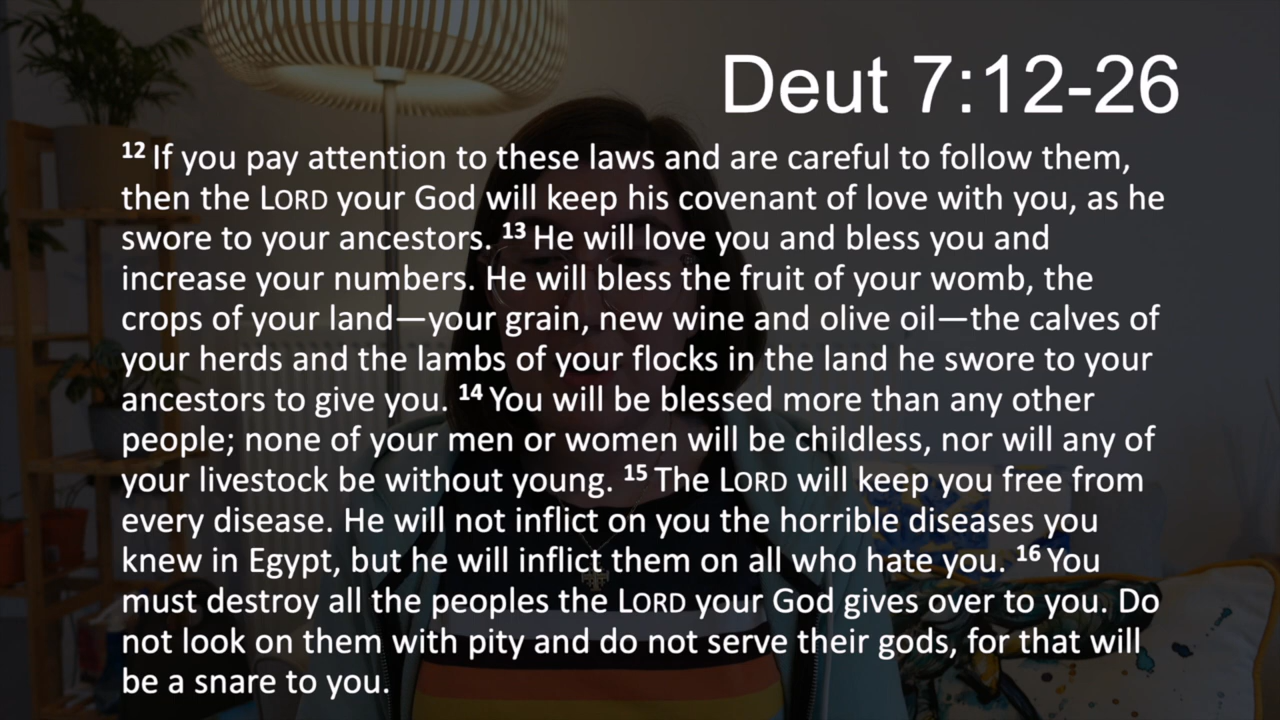 Deut 7:12-26
12 If you pay attention to these laws and are careful to follow them,
then the LORD your God will keep his covenant of love with you, as he
swore to your ancestors. 13 He will love you and bless you and
increase your numbers. He will bless the fruit of your womb, the
crops of your land—your grain, new wine and olive oil—the calves of
your herds and the lambs of your flocks in the land he swore to your
ancestors to give you. 14 You will be blessed more than any other
people; none of your men or women will be childless, nor will any of
your livestock be without young. 15 The LORD will keep you free from
every disease. He will not inflict on you the horrible diseases you
knew in Egypt, but he will inflict them on all who hate you. 16 You
must destroy all the peoples the LORD your God gives over to you. Do
not look on them with pity and do not serve their gods, for that will
be a snare to you.